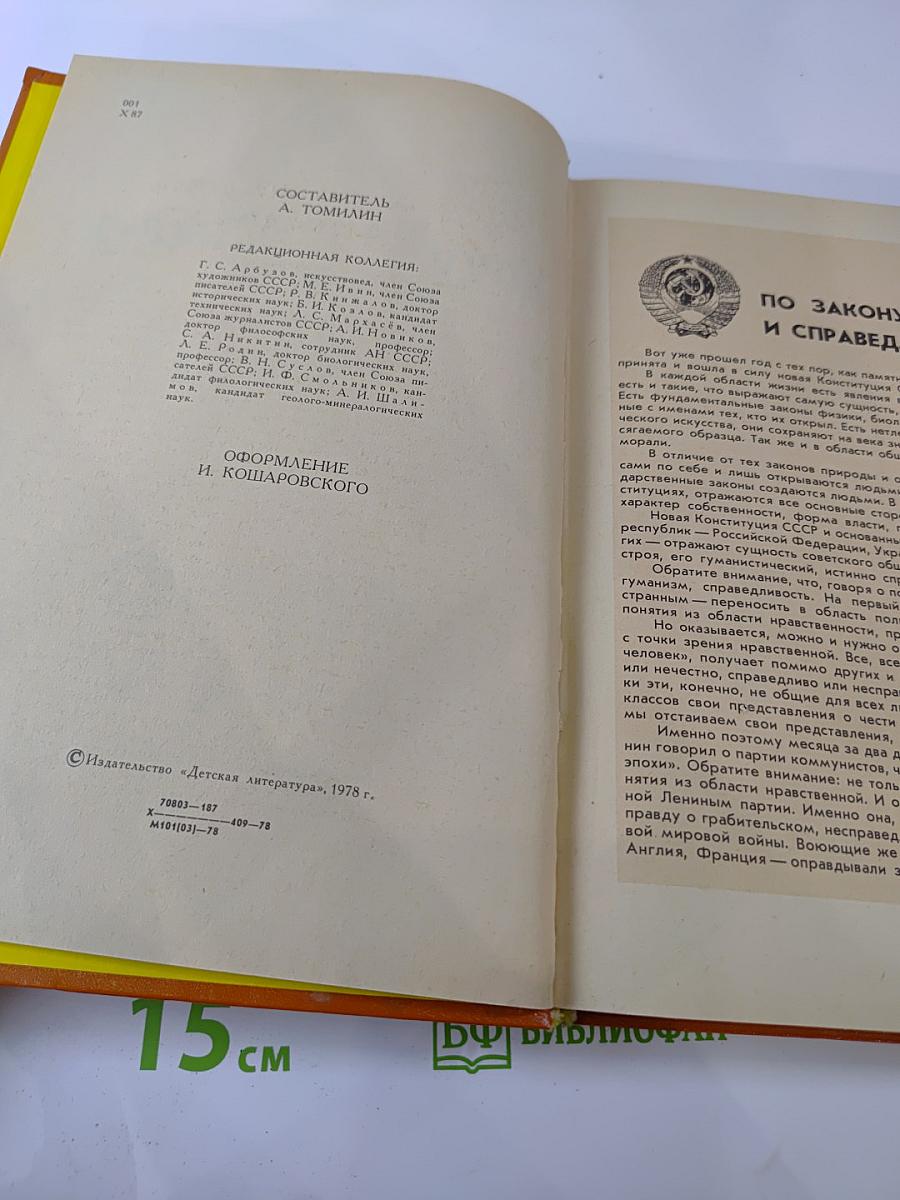 001
Х 87
СОСТАВИТЕЛЬ
А. ТОМИЛИН
РЕДАКЦИОННАЯ КОЛЛЕГИЯ:
Г. С. Арбузов, искусствовед, член Союза
художников СССР; М. Е. Ивин, член Союза
писателей СССР; Р. В. Кинжалов, доктор
исторических наук; Б. И. Козлов, кандидат
технических наук; Л. С. Мархасёв, член
Союза журналистов СССР; А. И. Новиков,
доктор философских наук, профессор;
С. А. Никитин, сотрудник АН СССР;
Л. Е. Родин, доктор биологических наук,
профессор; В. Н. Суслов, член Союза пи-
сателей СССР; И. Ф. Смольников, кан-
дидат филологических наук; А. И. Шали-
мов, кандидат геолого-минералогических
наук.
ОФОРМЛЕНИЕ
И. КОШАРОВСКОГО
© Издательство «Детская литература», 1978 г.
70803—187
Х—————409—78
М101(03)—78
ПО ЗАКОНУ
И СПРАВЕД
Вот уже прошел год с тех пор, как памяти
принята и вошла в силу новая Конституция
В каждой области жизни есть явления
есть и такие, что выражают самую сущность,
Есть фундаментальные законы физики, биол
ные с именами тех, кто их открыл. Есть нетле
ческого искусства, они сохраняют на века зн
сягаемого образца. Так же и в области общ
морали.
В отличие от тех законов природы и о
сами по себе и лишь открываются людьми
дарственные законы создаются людьми. В
ституциях, отражаются все основные сторо
характер собственности, форма власти,
Новая Конституция СССР и основанны
республик — Российской Федерации, Укра
гих — отражают сущность советского общ
строя, его гуманистический, истинно спр
Обратите внимание, что, говоря о по
гуманизм, справедливость. На первый
странным — переносить в область пол
понятия из области нравственности, пр
Но оказывается, можно и нужно о
с точки зрения нравственной. Все, все
человек», получает помимо других и
или нечестно, справедливо или неспра
ки эти, конечно, не общие для всех л
классов свои представления о чести
мы отстаиваем свои представления,
Именно поэтому месяца за два д
нин говорил о партии коммунистов, ч
эпохи». Обратите внимание: не толь
нятия из области нравственной. И о
ной Лениным партии. Именно она,
правду о грабительском, несправед
вой мировой войны. Воюющие же
Англия, Франция — оправдывали з
15 см
БФ БИБЛИОФАН